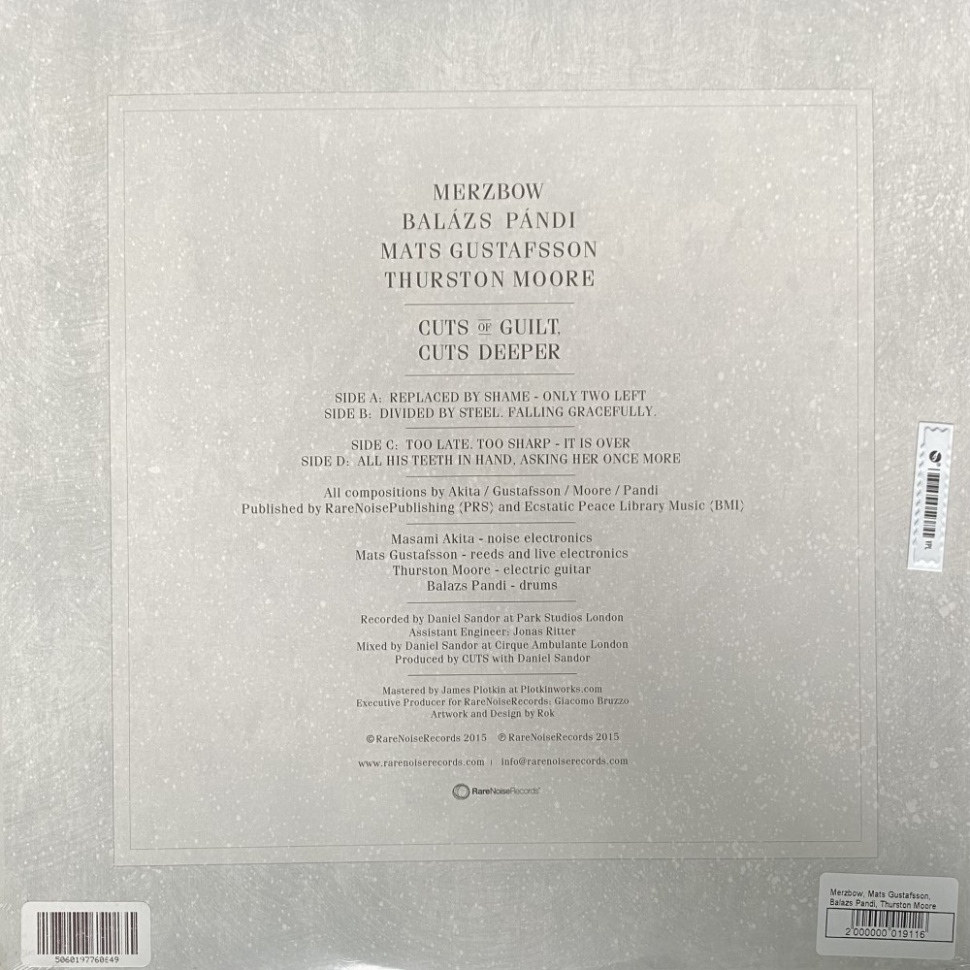 MERZBOW
BALÁZS PÁNDI
MATS GUSTAFSSON
THURSTON MOORE
CUTS OF GUILT,
CUTS DEEPER
SIDE A: REPLACED BY SHAME - ONLY TWO LEFT
SIDE B: DIVIDED BY STEEL. FALLING GRACEFULLY.
SIDE C: TOO LATE, TOO SHARP - IT IS OVER
SIDE D: ALL HIS TEETH IN HAND, ASKING HER ONCE MORE
All compositions by Akita / Gustafsson / Moore / Pandi
Published by RareNoisePublishing (PRS) and Ecstatic Peace Library Music (BMI)
Masami Akita - noise electronics
Mats Gustafsson - reeds and live electronics
Thurston Moore - electric guitar
Balazs Pandi - drums
Recorded by Daniel Sandor at Park Studios London
Assistant Engineer: Jonas Ritter
Mixed by Daniel Sandor at Cirque Ambulante London
Produced by CUTS with Daniel Sandor
Mastered by James Plotkin at Plotkinworks.com
Executive Producer for RareNoiseRecords: Giacomo Bruzzo
Artwork and Design by Rok
©RareNoiseRecords 2015 ℗RareNoiseRecords 2015
www.rarenoiserecords.com | info@rarenoiserecords.com
RareNoiseRecords
5060197760649
Merzbow, Mats Gustafsson,
Balazs Pandi, Thurston Moore
2 000000 019116